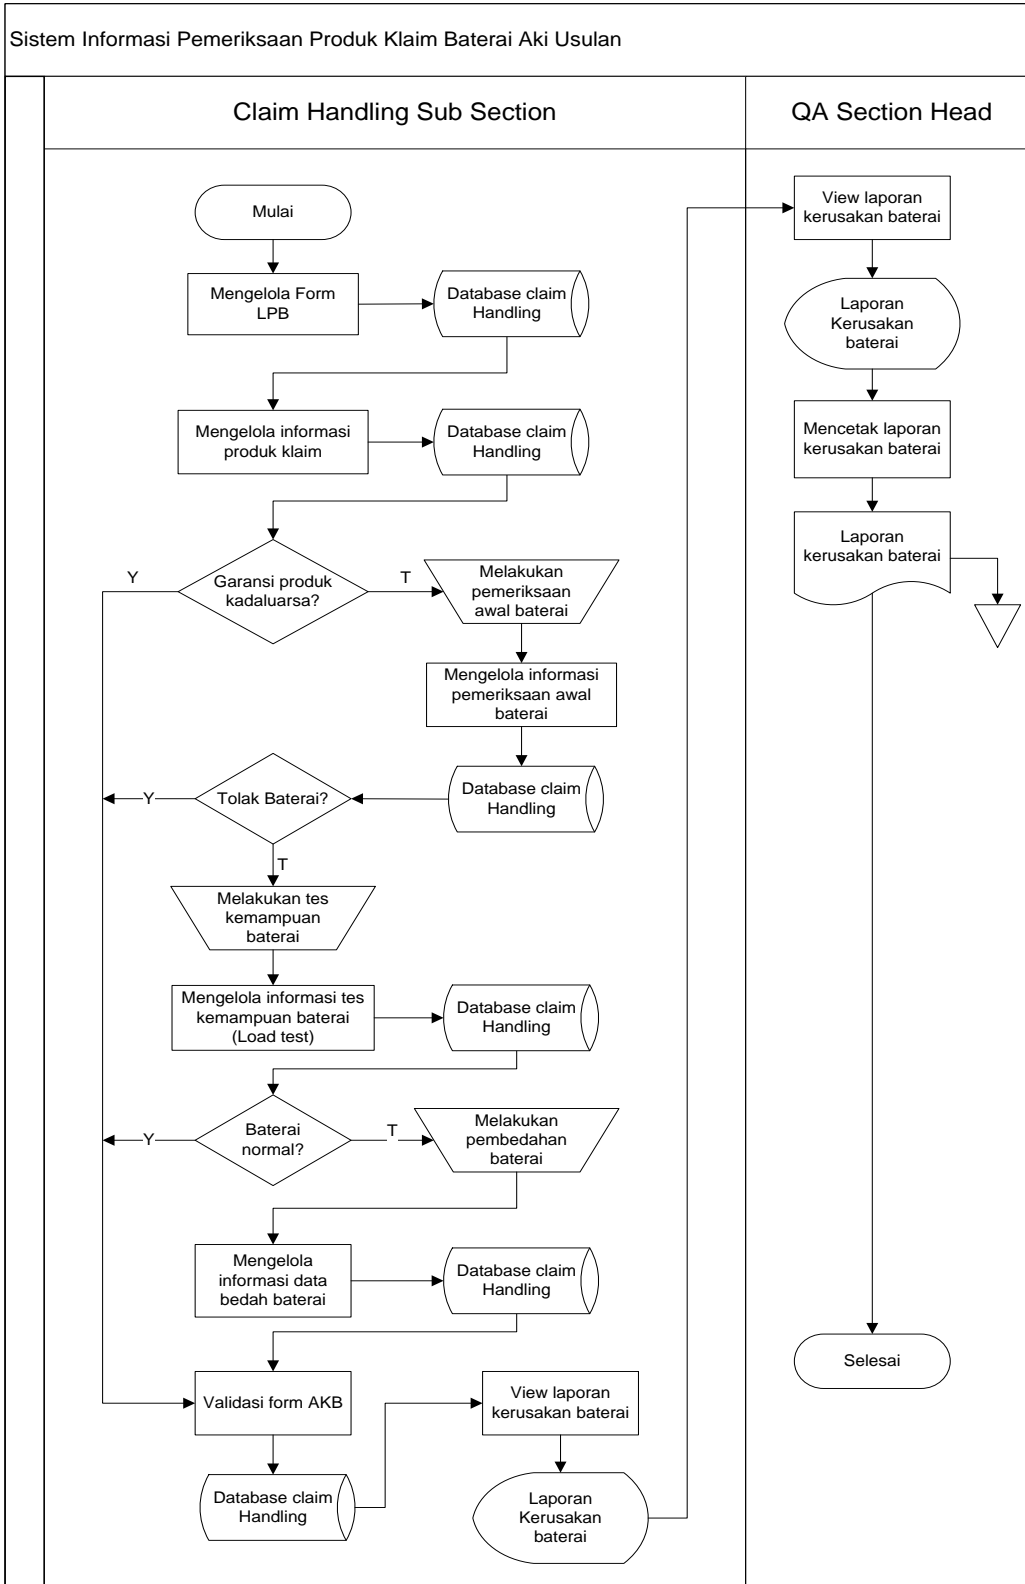 Sistem Informasi Pemeriksaan Produk Klaim Baterai Aki Usulan
Claim Handling Sub Section
QA Section Head
Mulai
Mengelola Form
LPB
Database claim
Handling
Mengelola informasi
produk klaim
Database claim
Handling
Garansi produk
kadaluarsa?
Y
T
Melakukan
pemeriksaan
awal baterai
Mengelola informasi
pemeriksaan awal
baterai
Database claim
Handling
Tolak Baterai?
Y
T
Melakukan tes
kemampuan
baterai
Mengelola informasi tes
kemampuan baterai
(Load test)
Database claim
Handling
Baterai
normal?
Y
T
Melakukan
pembedahan
baterai
Mengelola
informasi data
bedah baterai
Database claim
Handling
Validasi form AKB
Database claim
Handling
View laporan
kerusakan baterai
Laporan
Kerusakan
baterai
View laporan
kerusakan baterai
Laporan
Kerusakan
baterai
Mencetak laporan
kerusakan baterai
Laporan
kerusakan baterai
Selesai